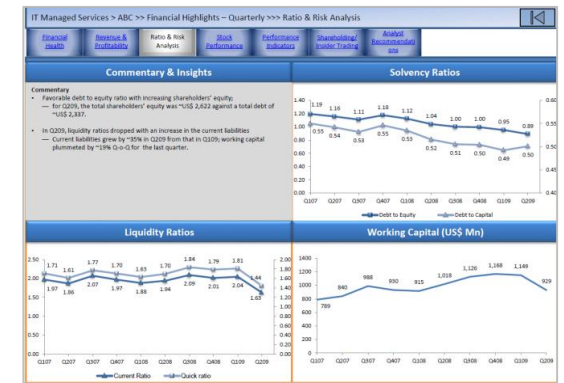 IT Managed Services > ABC >> Financial Highlights – Quarterly >>> Ratio & Risk Analysis
Financial Health
Revenue & Profitability
Ratio & Risk Analysis
Stock Performance
Performance Indicators
Shareholding/ Insider Trading
Analyst Recommendati ons
Commentary & Insights
Commentary
• Favorable debt to equity ratio with increasing shareholders' equity;
— for Q209, the total shareholders' equity was ~US$ 2,622 against a total debt of
~US$ 2,337.
• In Q209, liquidity ratios dropped with an increase in the current liabilities
— Current liabilities grew by ~35% in Q209 from that in Q109; working capital
plummeted by ~19% Q-o-Q for the last quarter.
Solvency Ratios
1.40 1.20 1.00 0.80 0.60 0.40 0.20 0.00
1.19 1.16 1.11 1.18 1.12 1.04 1.00 1.00 0.95 0.89
0.55 0.54 0.53 0.55 0.53 0.52 0.51 0.50 0.49 0.50
0.60 0.55 0.50 0.45 0.40
Q107 Q207 Q307 Q407 Q108 Q208 Q308 Q408 Q109 Q209
Debt to Equity Debt to Capital
Liquidity Ratios
2.50 2.00 1.50 1.00 0.50 0.00
1.71 1.61 1.77 1.70 1.63 1.70 1.84 1.79 1.81 1.44
1.97 1.86 2.07 1.97 1.88 1.94 2.09 2.01 2.04 1.63
2.00 1.80 1.60 1.40 1.20 1.00 0.80 0.60 0.40 0.20 0.00
Q107 Q207 Q307 Q407 Q108 Q208 Q308 Q408 Q109 Q209
Current Ratio Quick ratio
Working Capital (US$ Mn)
1400
1200
1000
800
600
400
200
0
789 840 988 930 915 1,018 1,126 1,168 1,149 929
Q107 Q207 Q307 Q407 Q108 Q208 Q308 Q408 Q109 Q209